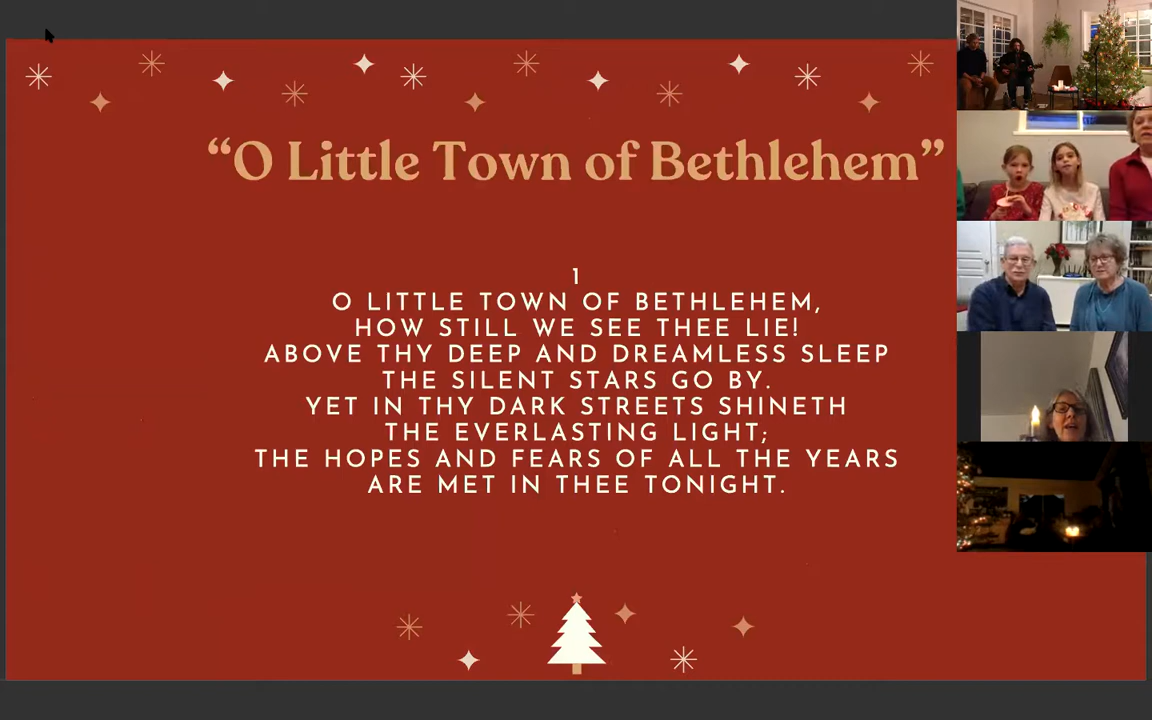 “O Little Town of Bethlehem”
1
O LITTLE TOWN OF BETHLEHEM,
HOW STILL WE SEE THEE LIE!
ABOVE THY DEEP AND DREAMLESS SLEEP
THE SILENT STARS GO BY.
YET IN THY DARK STREETS SHINETH
THE EVERLASTING LIGHT;
THE HOPES AND FEARS OF ALL THE YEARS
ARE MET IN THEE TONIGHT.